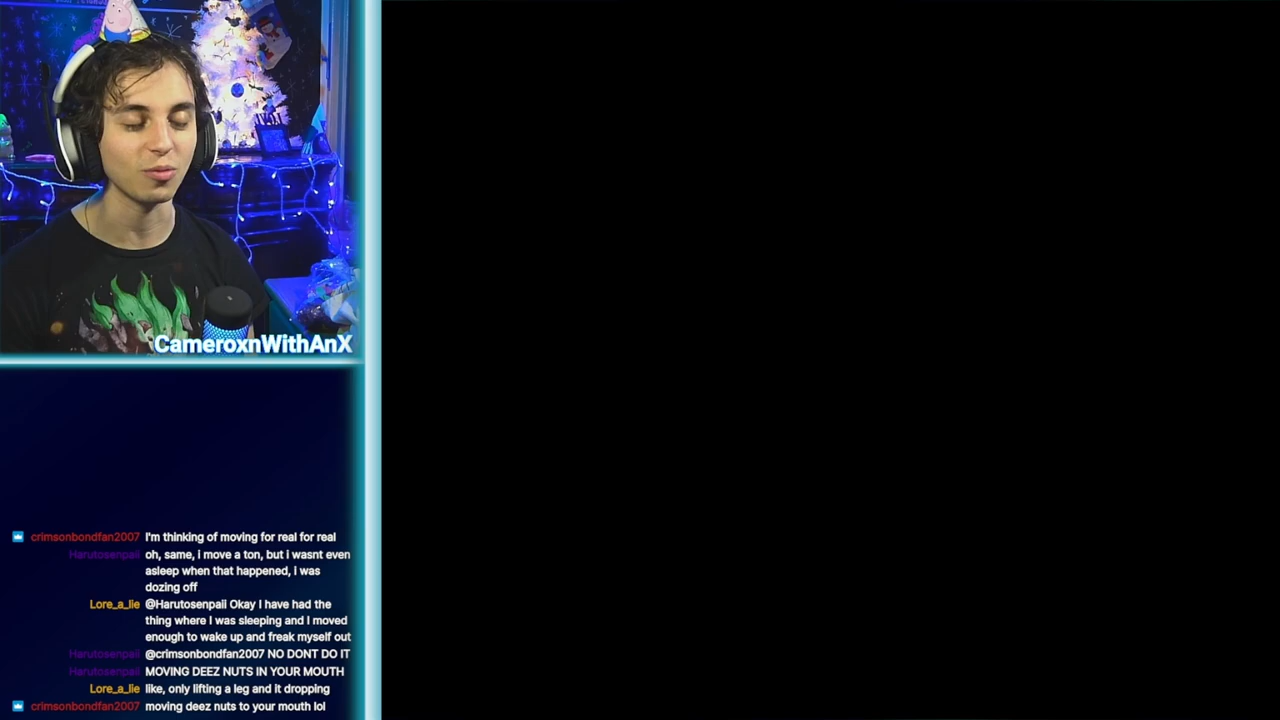 CameroxnWithAnX
crimsonbondfan2007 I'm thinking of moving for real for real
Harutosenpaii oh, same, i move a ton, but i wasnt even
asleep when that happened, i was
dozing off
Lore_a_lie @Harutosenpaii Okay I have had the
thing where I was sleeping and I moved
enough to wake up and freak myself out
Harutosenpaii @crimsonbondfan2007 NO DONT DO IT
Harutosenpaii MOVING DEEZ NUTS IN YOUR MOUTH
Lore_a_lie like, only lifting a leg and it dropping
crimsonbondfan2007 moving deez nuts to your mouth lol